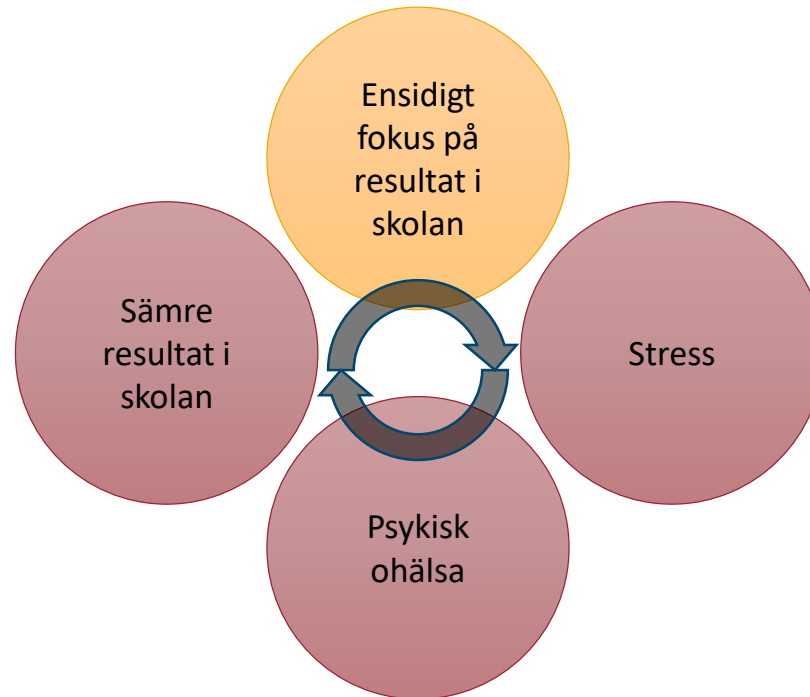 Ensidigt
fokus på
resultat i
skolan
Sämre
resultat i
skolan
Stress
Psykisk
ohälsa